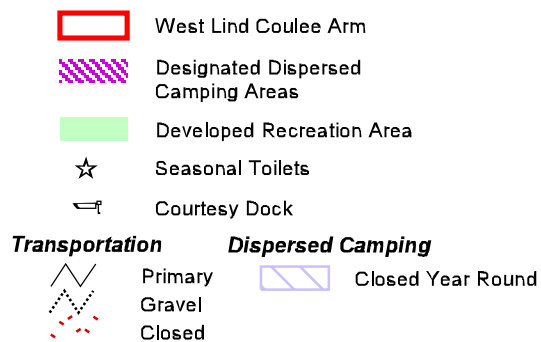 West Lind Coulee Arm
Designated Dispersed
Camping Areas
Developed Recreation Area
Seasonal Toilets
Courtesy Dock
Transportation
Primary
Gravel
Closed
Dispersed Camping
Closed Year Round